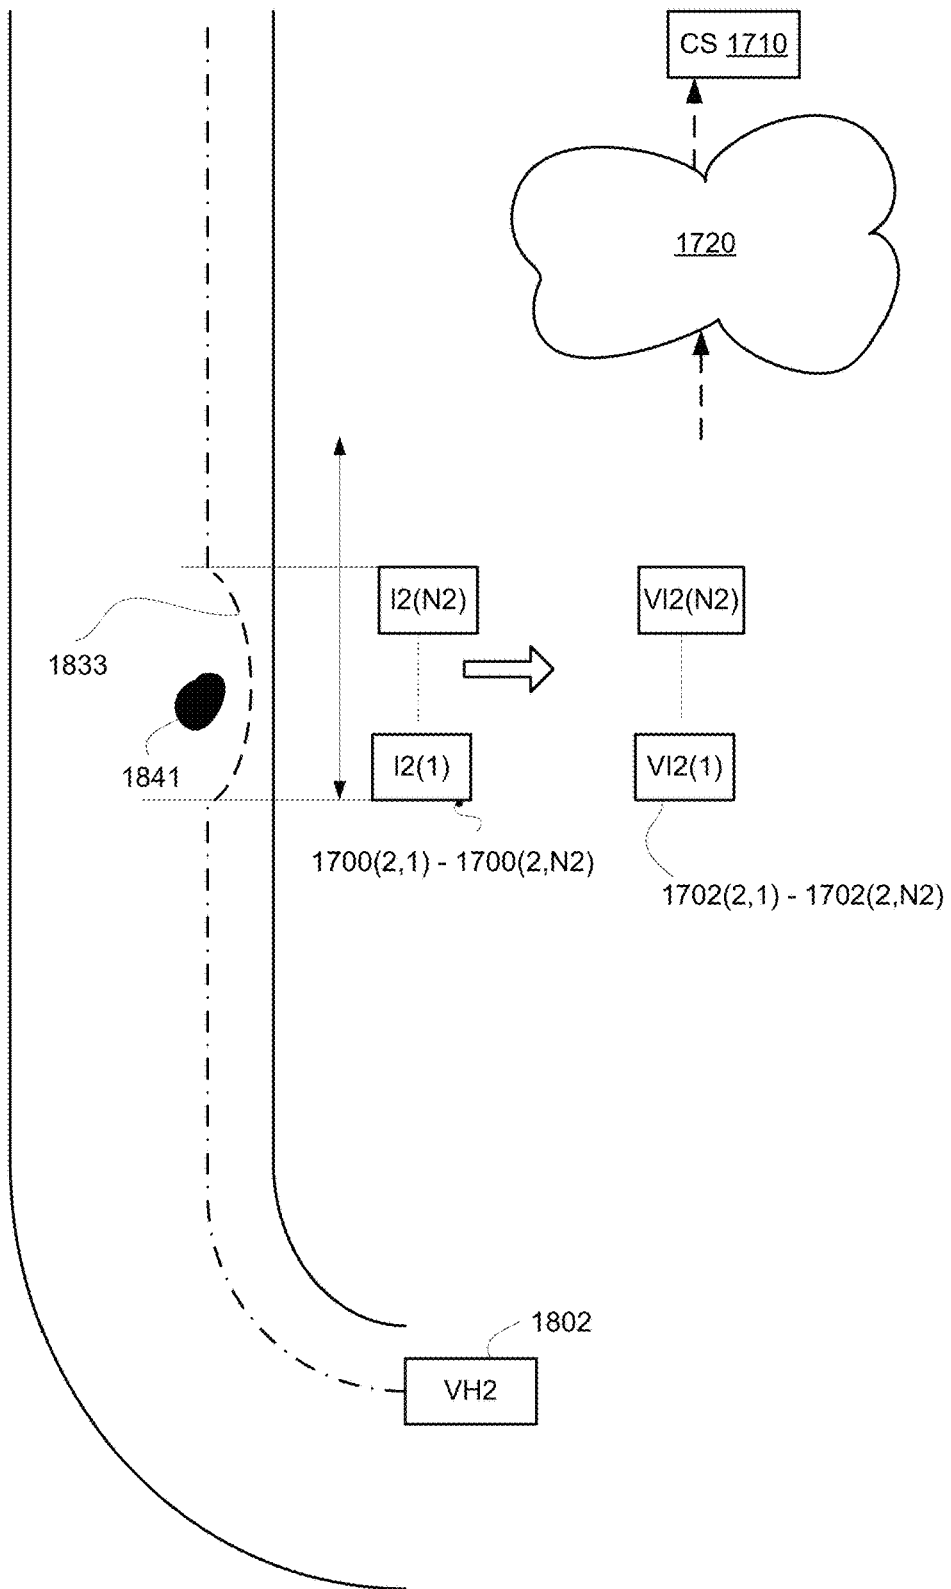 CS 1710
1720
I2(N2)
VI2(N2)
1833
I2(1)
VI2(1)
1841
1700(2,1) - 1700(2,N2)
1702(2,1) - 1702(2,N2)
1802
VH2